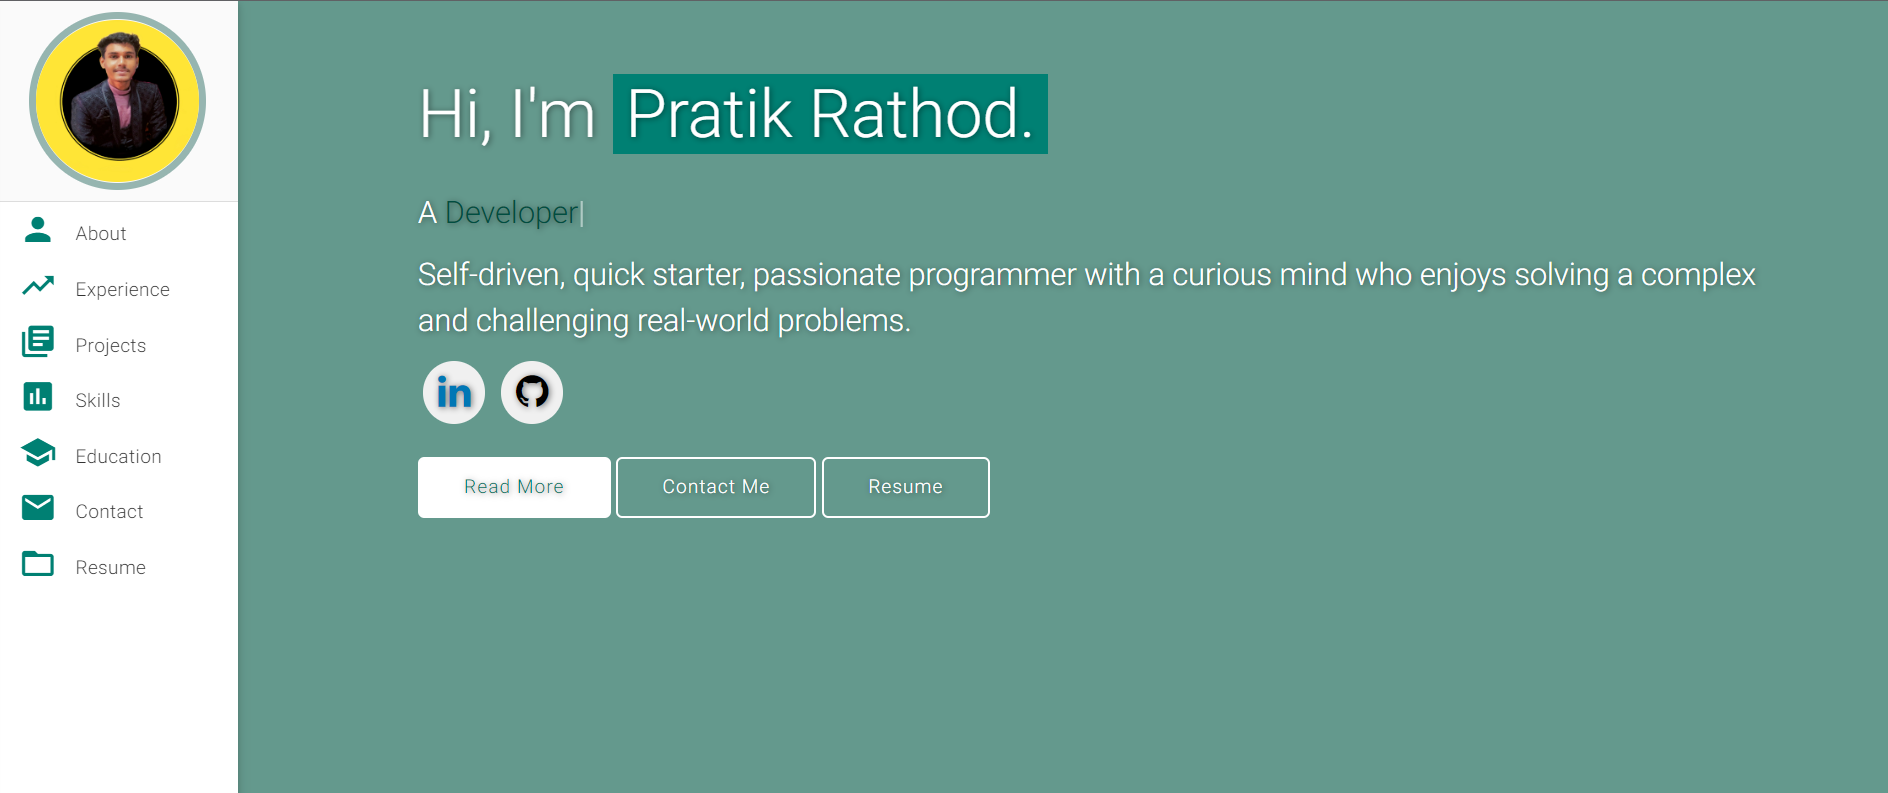 About
Experience
Projects
Skills
Education
Contact
Resume
Hi, I'm Pratik Rathod.
A Developer|
Self-driven, quick starter, passionate programmer with a curious mind who enjoys solving a complex
and challenging real-world problems.
in
Read More
Contact Me
Resume